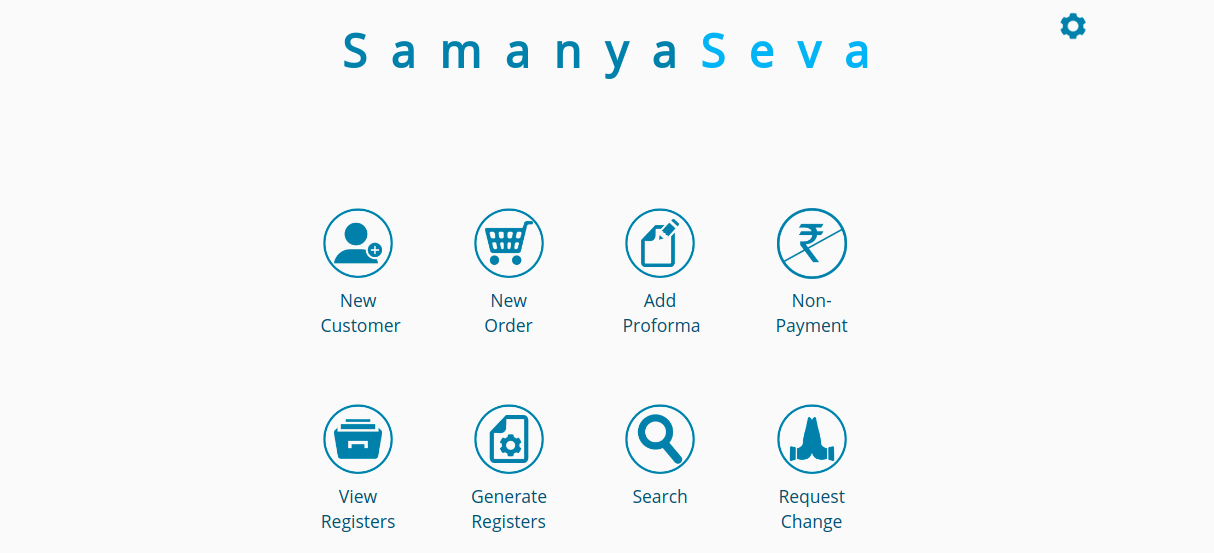 SamanyaSeva
New
Customer
New
Order
Add
Proforma
Non-
Payment
View
Registers
Generate
Registers
Search
Request
Change